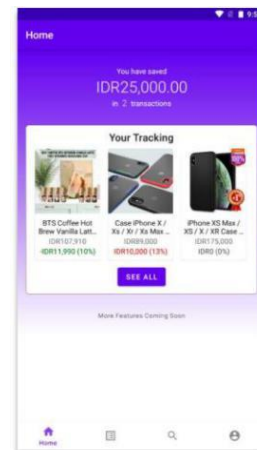 9:5
Home
You have saved
IDR25,000.00
in 2 transactions
Your Tracking
BTS Coffee Hot
Brew Vanilla Latt...
IDR107,910
-IDR11,990 (10%)
Case iPhone X /
Xs / Xr / Xs Max ...
IDR89,000
IDR10,000 (13%)
iPhone XS Max /
XS / X / XR Case ...
IDR175,000
IDR0 (0%)
SEE ALL
More Features Coming Soon
Home